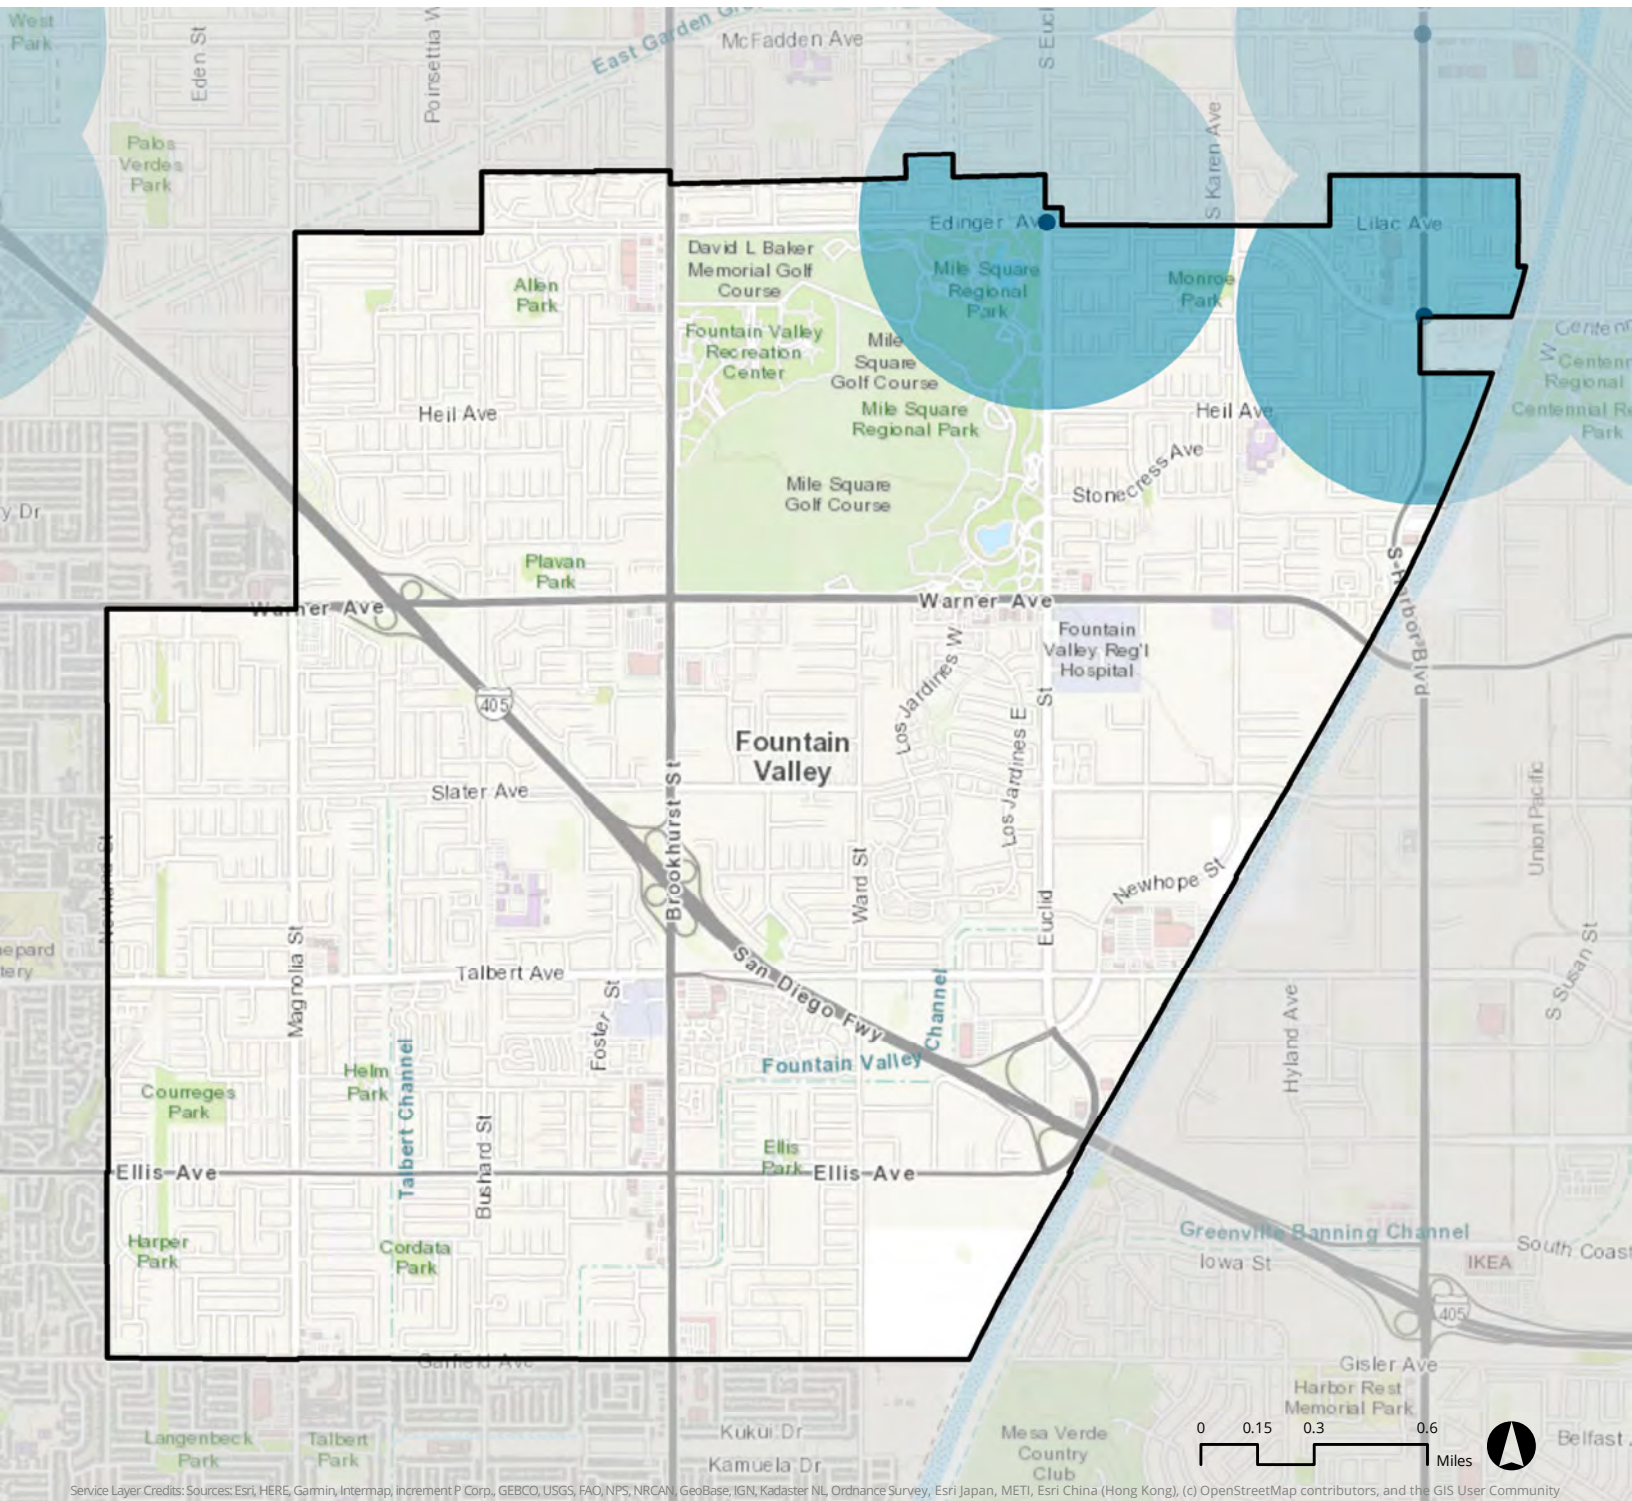 West
Park
Eden St
Poinsettia W
East Garden Gr
McFadden Ave
S Eucl
S Karen Ave
Palos
Verdes
Park
Edinger Av
Lilac Ave
David L Baker
Memorial Golf
Course
Mile Square
Regional
Park
Monroe
Park
Allen
Park
Fountain Valley
Recreation
Center
Mile
Square
Golf Course
W
Centenn
Centenn
Regional
Centennial Re
Park
Heil Ave
Mile Square
Regional Park
Heil Ave
Stonecress Ave
Mile Square
Golf Course
y Dr
Plavan
Park
S Harbor Blvd
Warner Ave
Warner Ave
Fountain
Valley Reg'l
Hospital
Los Jardines W
405
St
Los Jardines E
Fountain
Valley
Slater Ave
Brookhurst St
Union Pacific
Newland St
Ward St
Newhope St
Euclid
epard
tery
Magnolia St
Talbert Ave
San Diego Fwy
S Susan St
Foster St
Channel
Hyland Ave
Fountain Valley
Helm
Park
Courreges
Park
Talbert Channel
Bushard St
Ellis
Park
Ellis Ave
Ellis Ave
Harper
Park
Cordata
Park
Greenville Banning Channel
Iowa St
IKEA
South Coast
405
Garfield Ave
Gisler Ave
Harbor Rest
Memorial Park
Kukui Dr
Kamuela Dr
Langenbeck
Park
Talbert
Park
Mesa Verde
Country
Club
Belfast
0 0.15 0.3 0.6
Miles
Service Layer Credits: Sources: Esri, HERE, Garmin, Intermap, increment P Corp., GEBCO, USGS, FAO, NPS, NRCAN, GeoBase, IGN, Kadaster NL, Ordnance Survey, Esri Japan, METI, Esri China (Hong Kong), (c) OpenStreetMap contributors, and the GIS User Community